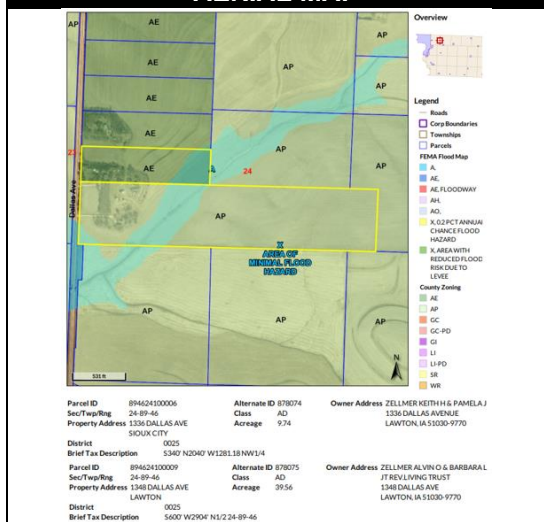 Overview
Legend
Roads
Corp Boundaries
Townships
Parcels
FEMA Flood Map
A,
AE,
AE, FLOODWAY
AH,
AO,
X, 0.2 PCT ANNUAL
CHANCE FLOOD
HAZARD
X, AREA WITH
REDUCED FLOOD
RISK DUE TO
LEVEE
County Zoning
AE
AP
GC
GC-PD
GI
LI
LI-PD
SR
WR
AP
AE
AP
AP
AE
AE
AE
AE
24
AP
AP
AP
Dallas Ave
X
AREA OF
MINIMAL FLOOD
HAZARD
AP
AP
AP
531 ft
N
Parcel ID 894624100006 Alternate ID 878074 Owner Address ZELLMER KEITH H & PAMELA J
Sec/Twp/Rng 24-89-46 Class AD 1336 DALLAS AVENUE
Property Address 1336 DALLAS AVE Acreage 9.74 LAWTON, IA 51030-9770
SIOUX CITY
District 0025
Brief Tax Description S340' N2040' W1281.18 NW1/4
Parcel ID 894624100009 Alternate ID 878075 Owner Address ZELLMER ALVIN O & BARBARA L
Sec/Twp/Rng 24-89-46 Class AD JT REV.LIVING TRUST
Property Address 1348 DALLAS AVE Acreage 39.56 1348 DALLAS AVE
LAWTON LAWTON, IA 51030-9770
District 0025
Brief Tax Description S600' W2904' N1/2 24-89-46